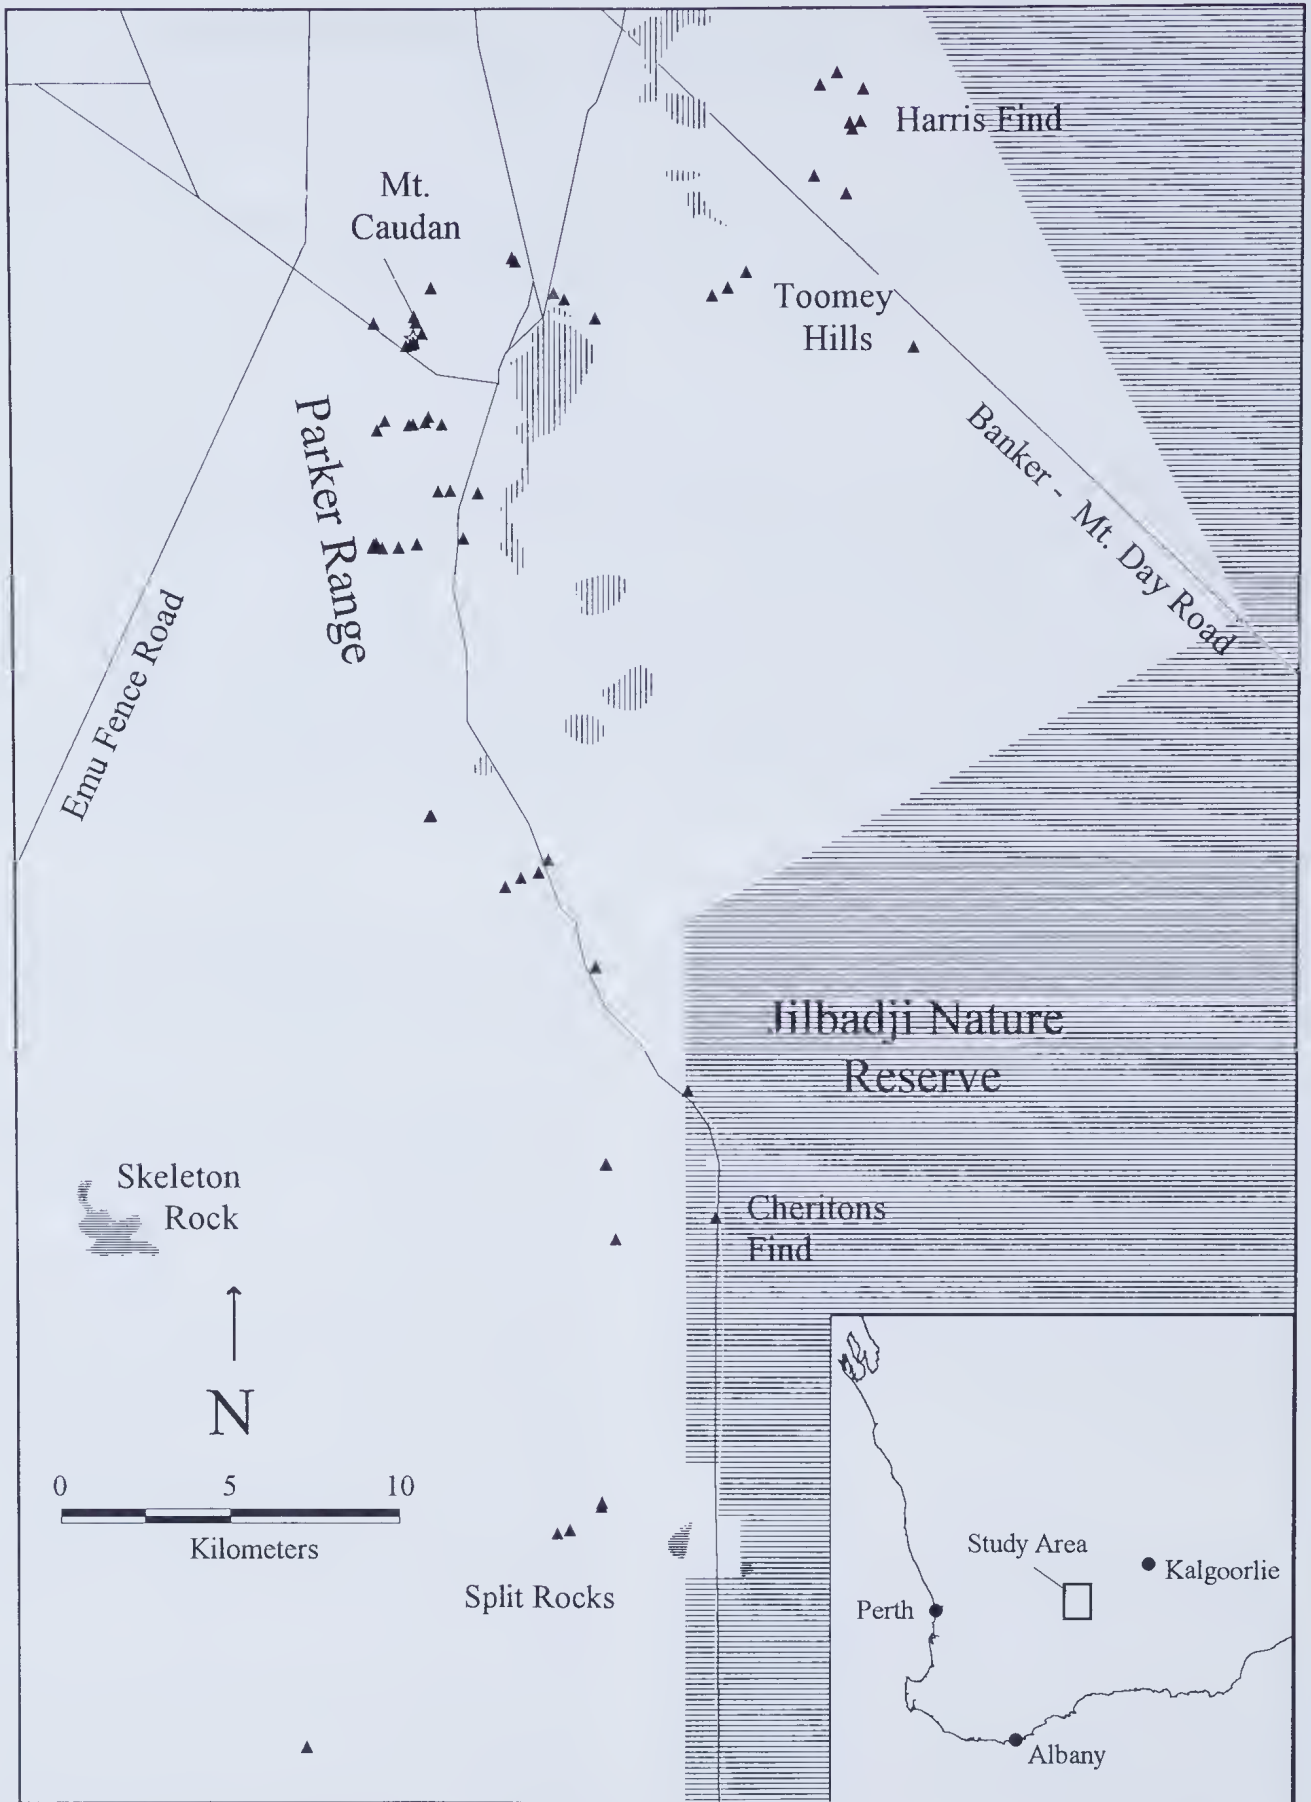 Harris Find
Mt.
Caudan
Toomey
Hills
Parker Range
Banker - Mt. Day Road
Emu Fence Road
Jilbadji Nature
Reserve
Skeleton
Rock
Cheritons
Find
N
0 5 10
Kilometers
Split Rocks
Study Area
Kalgoorlie
Perth
Albany